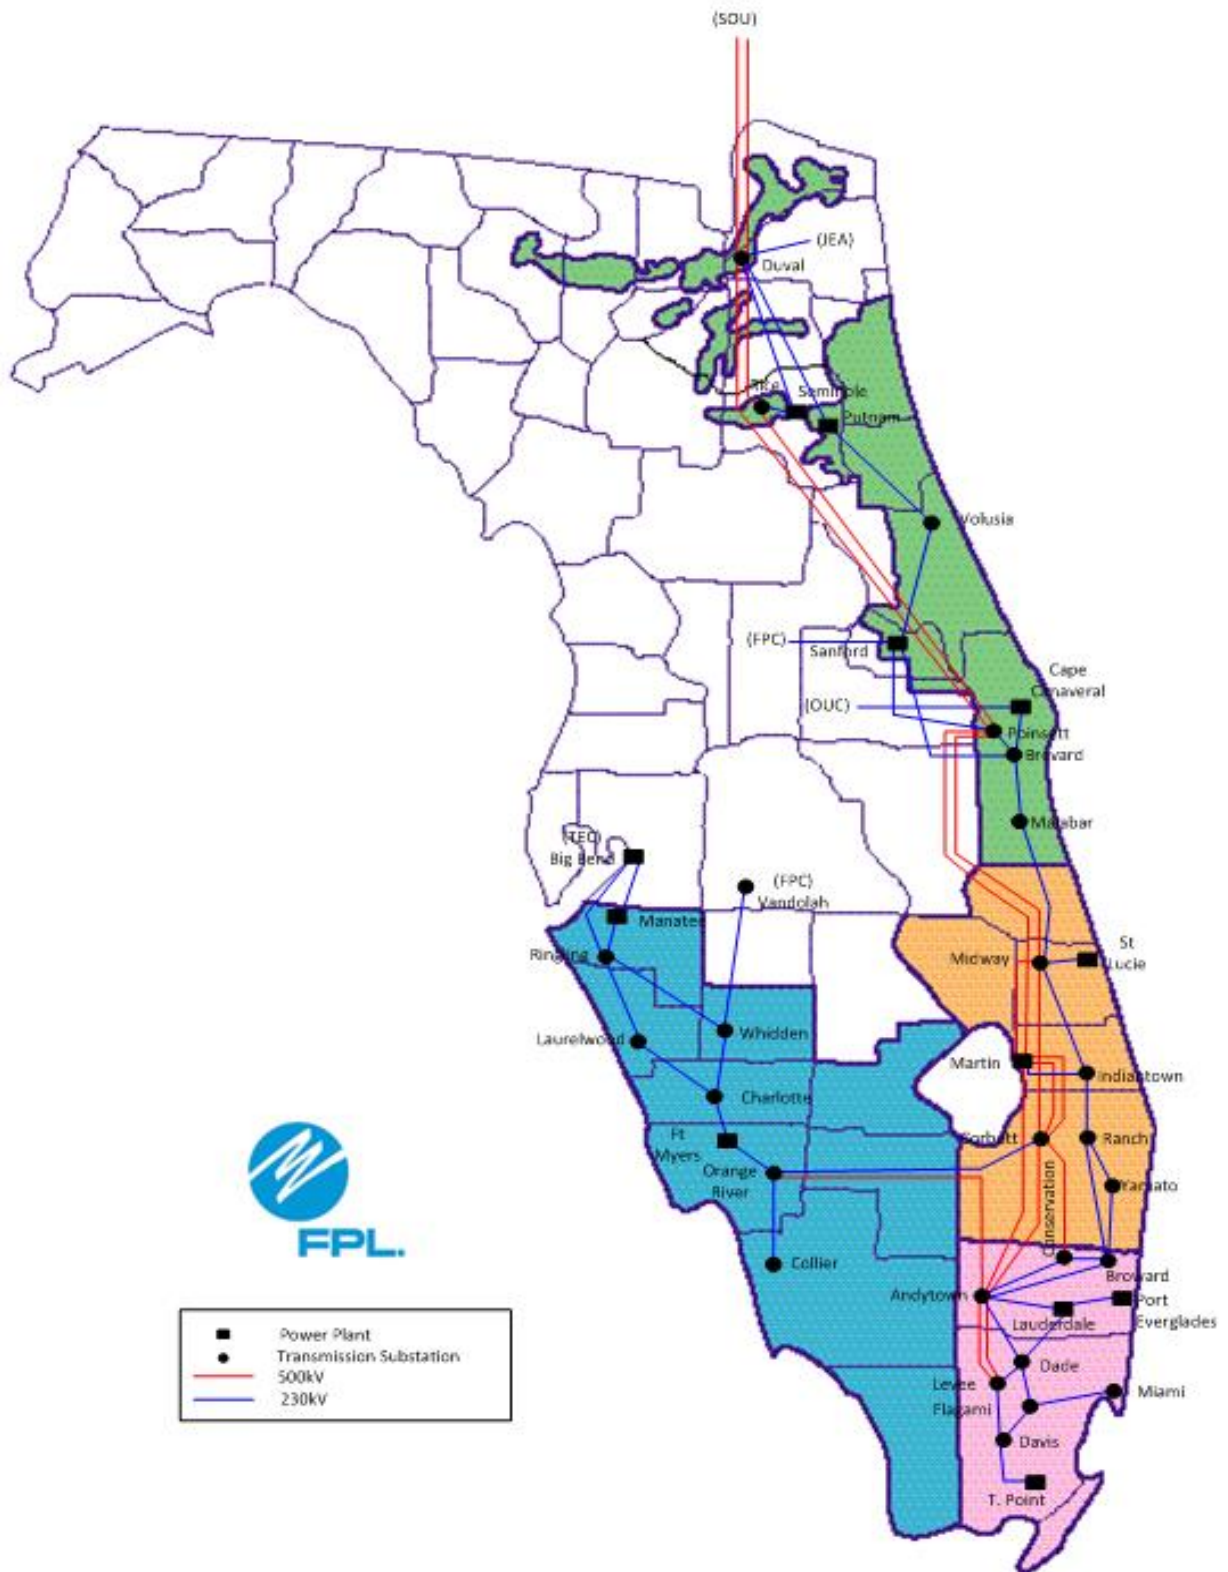 (SOU)
(JEA)
Duval
Rice
Seminole
Putnam
Volusia
(FPC)
Sanford
Cape
Canaveral
(OUC)
Poinsett
Brevard
Malabar
(TEC)
Big Bend
(FPC)
Vandolah
Manatee
St
Lucie
Ringling
Midway
Whidden
Laurelwood
Martin
Indiantown
Charlotte
Ft
Myers
Corbett
Ranch
Orange
River
Conservation
Yamato
FPL.
Collier
Broward
Andytown
Port
Everglades
Lauderdale
Power Plant
Transmission Substation
500kV
230kV
Dade
Levee
Miami
Flagami
Davis
T. Point